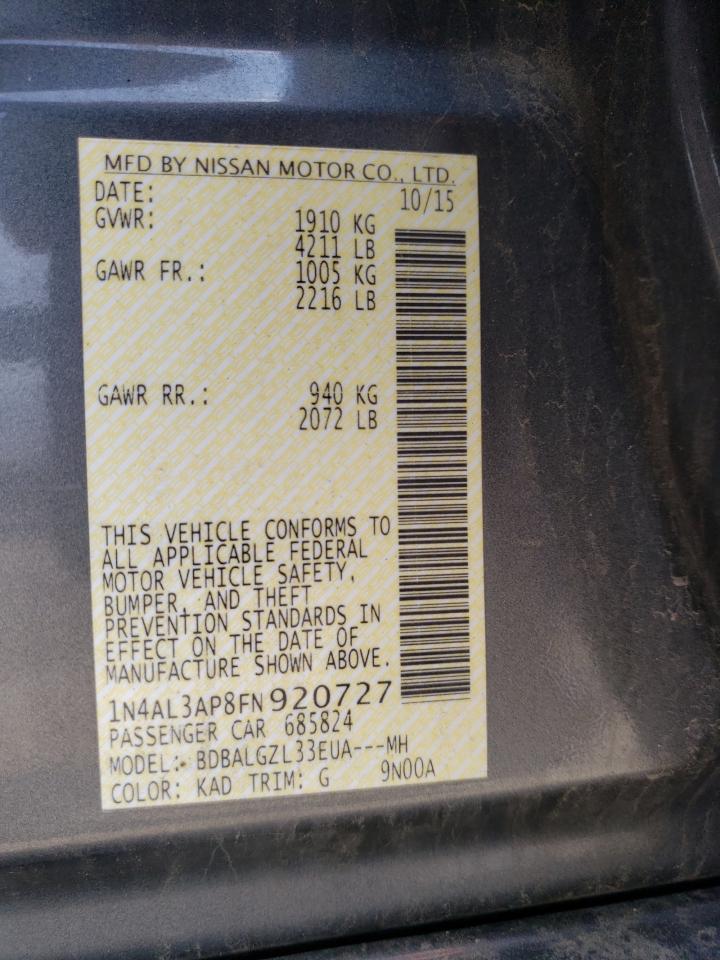 MFD BY NISSAN MOTOR CO., LTD.
DATE: 10/15
GVWR: 1910 KG
4211 LB
GAWR FR.: 1005 KG
2216 LB
GAWR RR.: 940 KG
2072 LB
THIS VEHICLE CONFORMS TO
ALL APPLICABLE FEDERAL
MOTOR VEHICLE SAFETY,
BUMPER, AND THEFT
PREVENTION STANDARDS IN
EFFECT ON THE DATE OF
MANUFACTURE SHOWN ABOVE.
1N4AL3AP8FN920727
PASSENGER CAR 685824
MODEL: BDBALGZL33EUA---MH
COLOR: KAD TRIM: G 9N00A